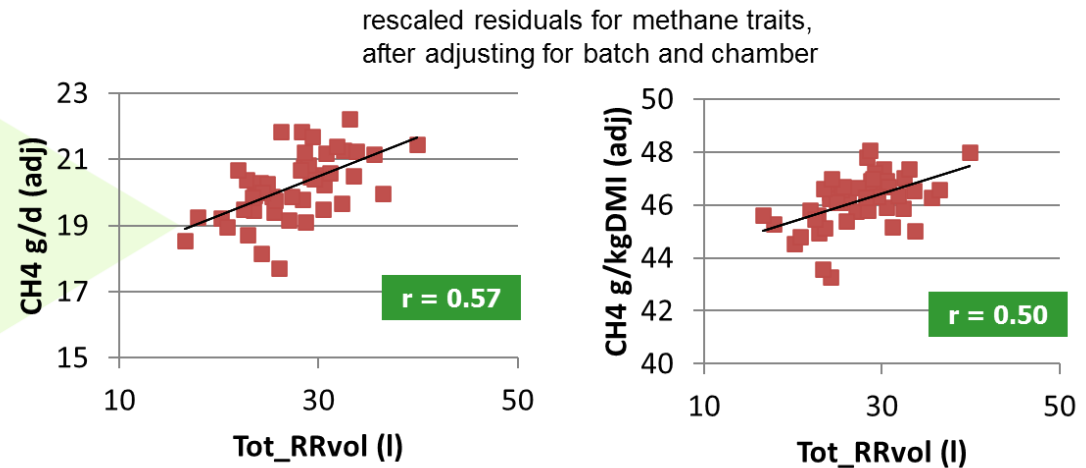 rescaled residuals for methane traits,
after adjusting for batch and chamber
CH4 g/d (adj)
23
21
19
17
15
10 30 50
Tot_RRvol (l)
r = 0.57
CH4 g/kgDMI (adj)
50
48
46
44
42
40
10 30 50
Tot_RRvol (l)
r = 0.50